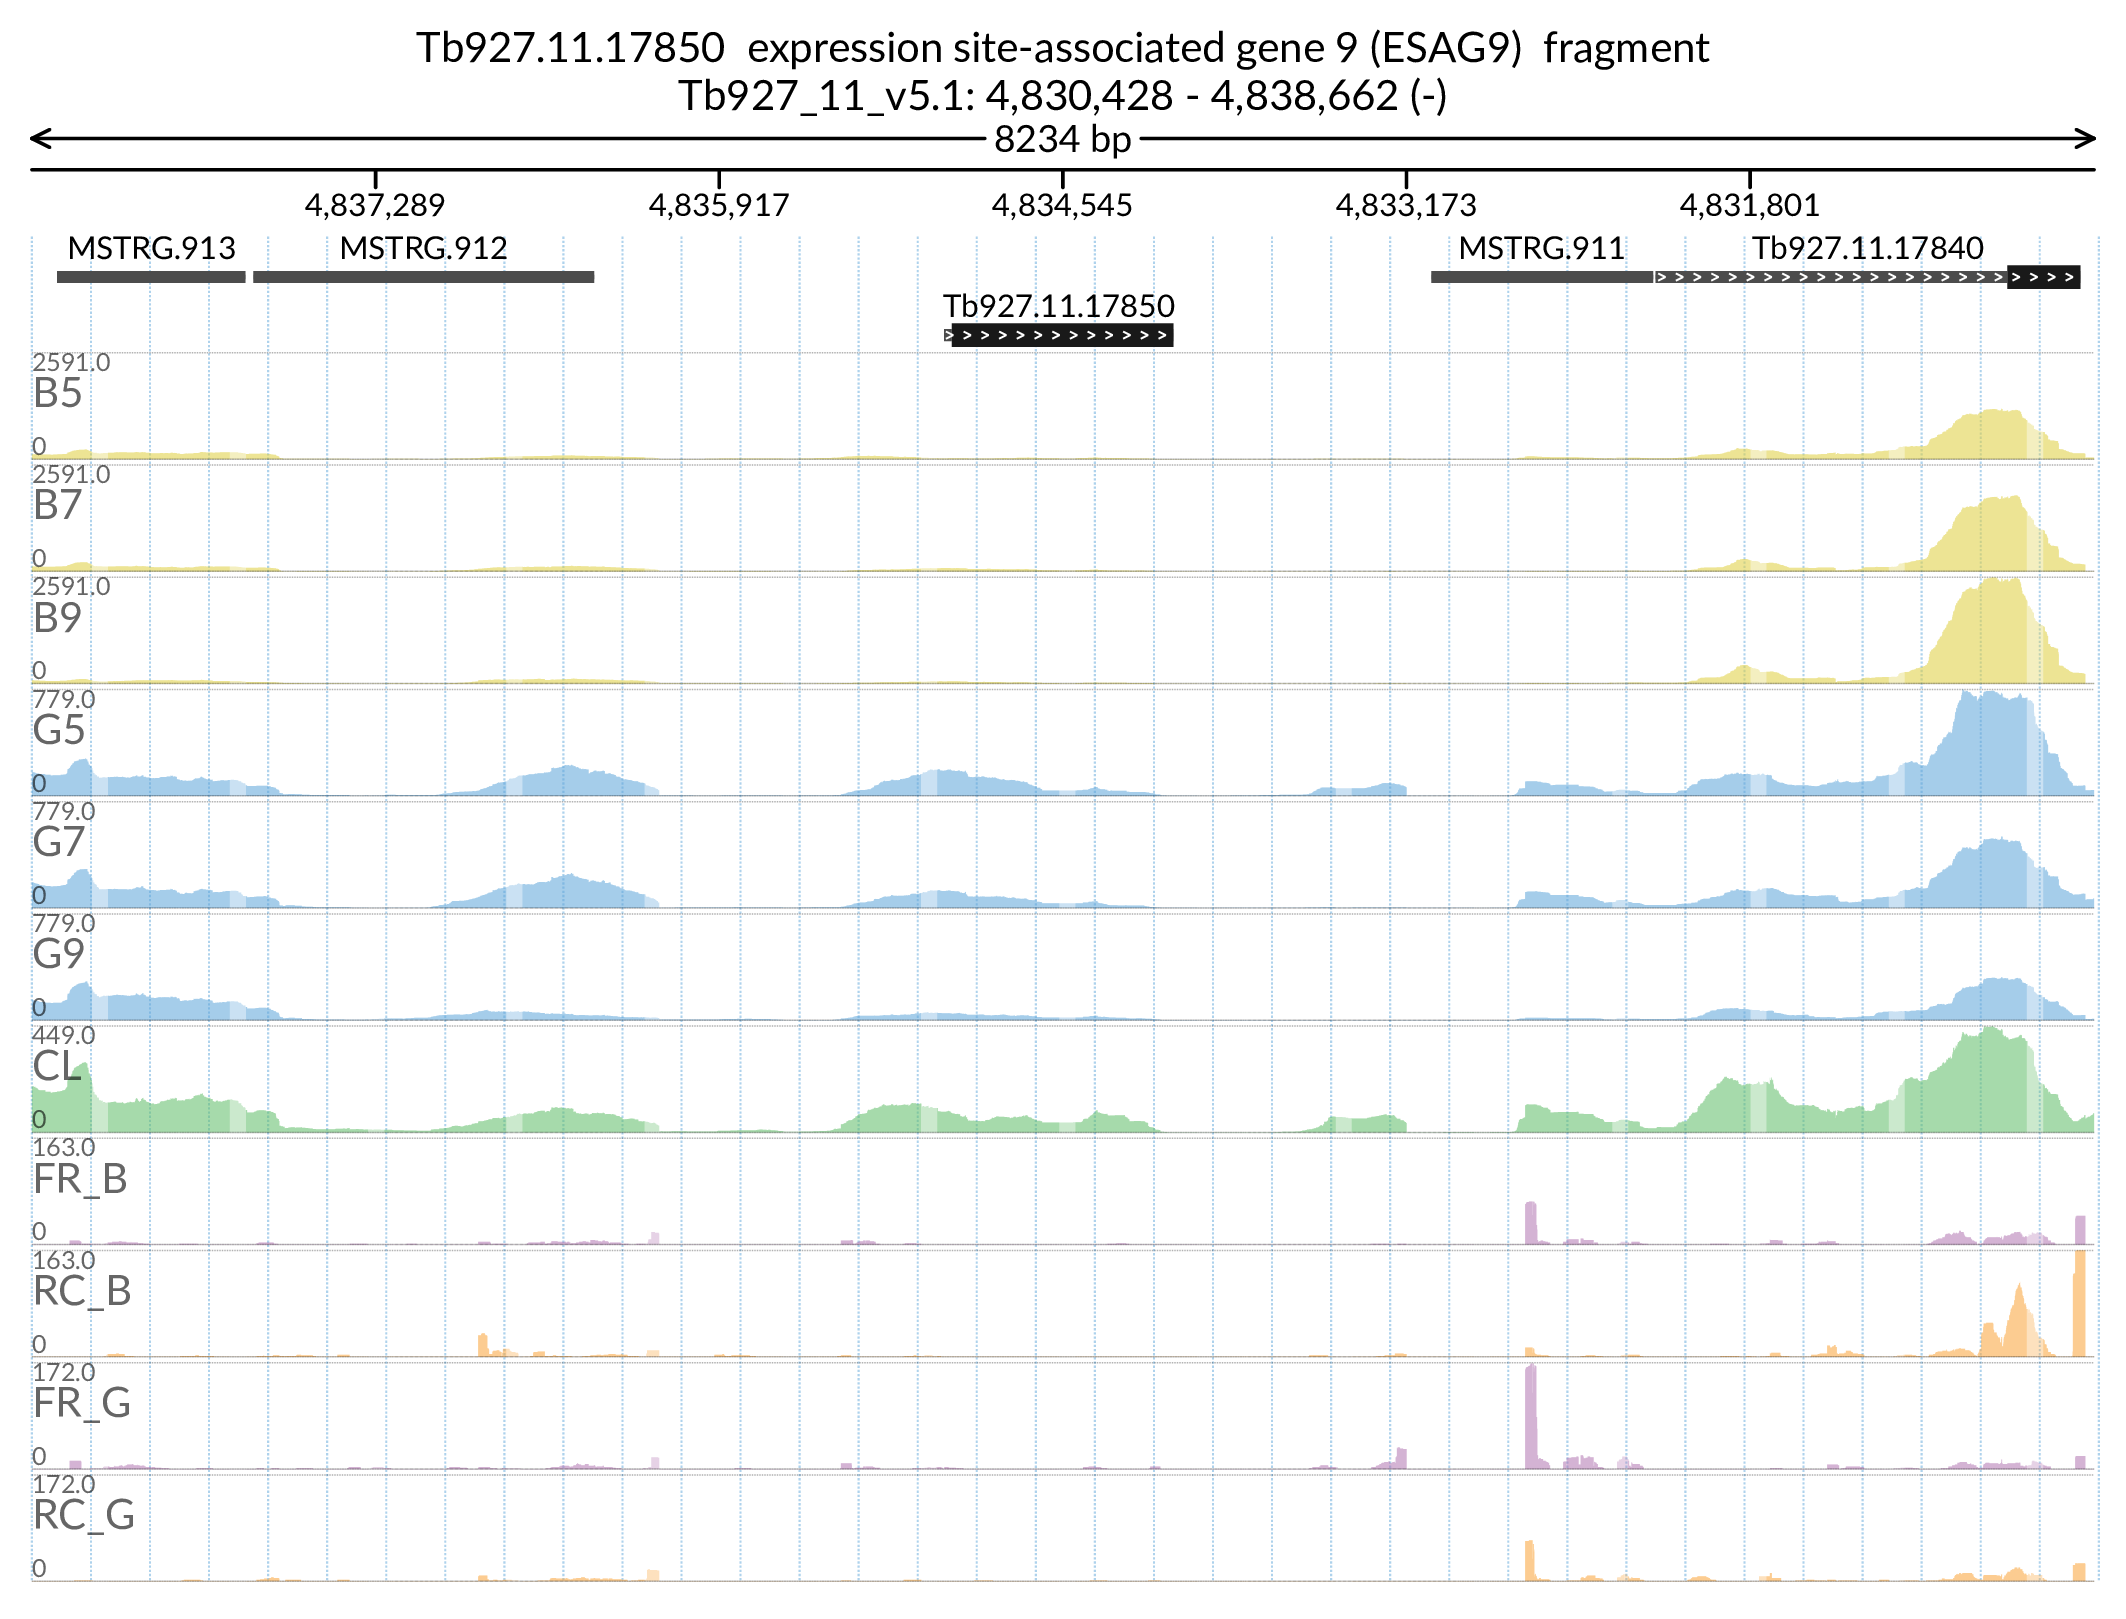 Tb927.11.17850  expression site-associated gene 9 (ESAG9)  fragment
Tb927_11_v5.1: 4,830,428 - 4,838,662 (-)
8234 bp
4,837,289 4,835,917 4,834,545 4,833,173 4,831,801
MSTRG.913 MSTRG.912 MSTRG.911 Tb927.11.17840
Tb927.11.17850
2591.0
B5
0
2591.0
B7
0
2591.0
B9
0
779.0
G5
0
779.0
G7
0
779.0
G9
0
449.0
CL
0
163.0
FR_B
0
163.0
RC_B
0
172.0
FR_G
0
172.0
RC_G
0